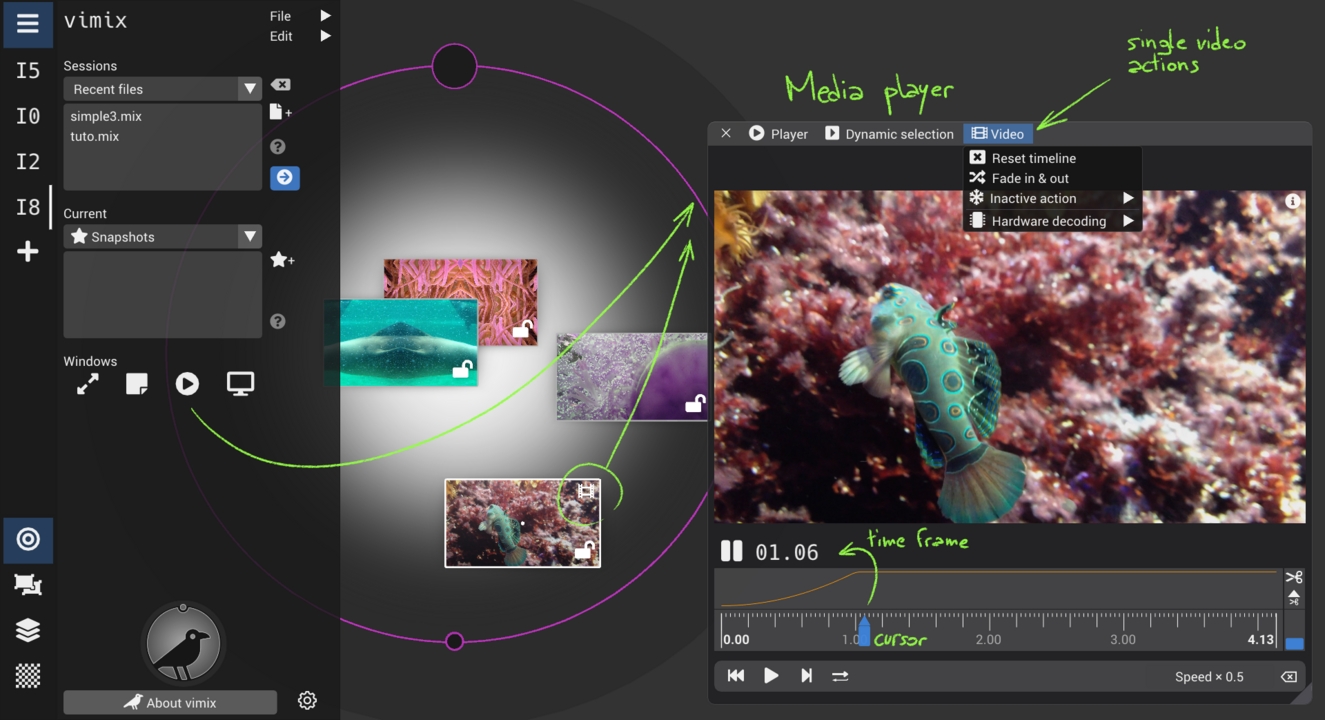 vimix
File
Edit
I5
I0
I2
I8
Sessions
Recent files
simple3.mix
tuto.mix
Current
Snapshots
Windows
About vimix
single video
actions
Media player
Player
Dynamic selection
Video
Reset timeline
Fade in & out
Inactive action
Hardware decoding
01.06
time frame
0.00
1.0
cursor
2.00
3.00
4.13
Speed × 0.5